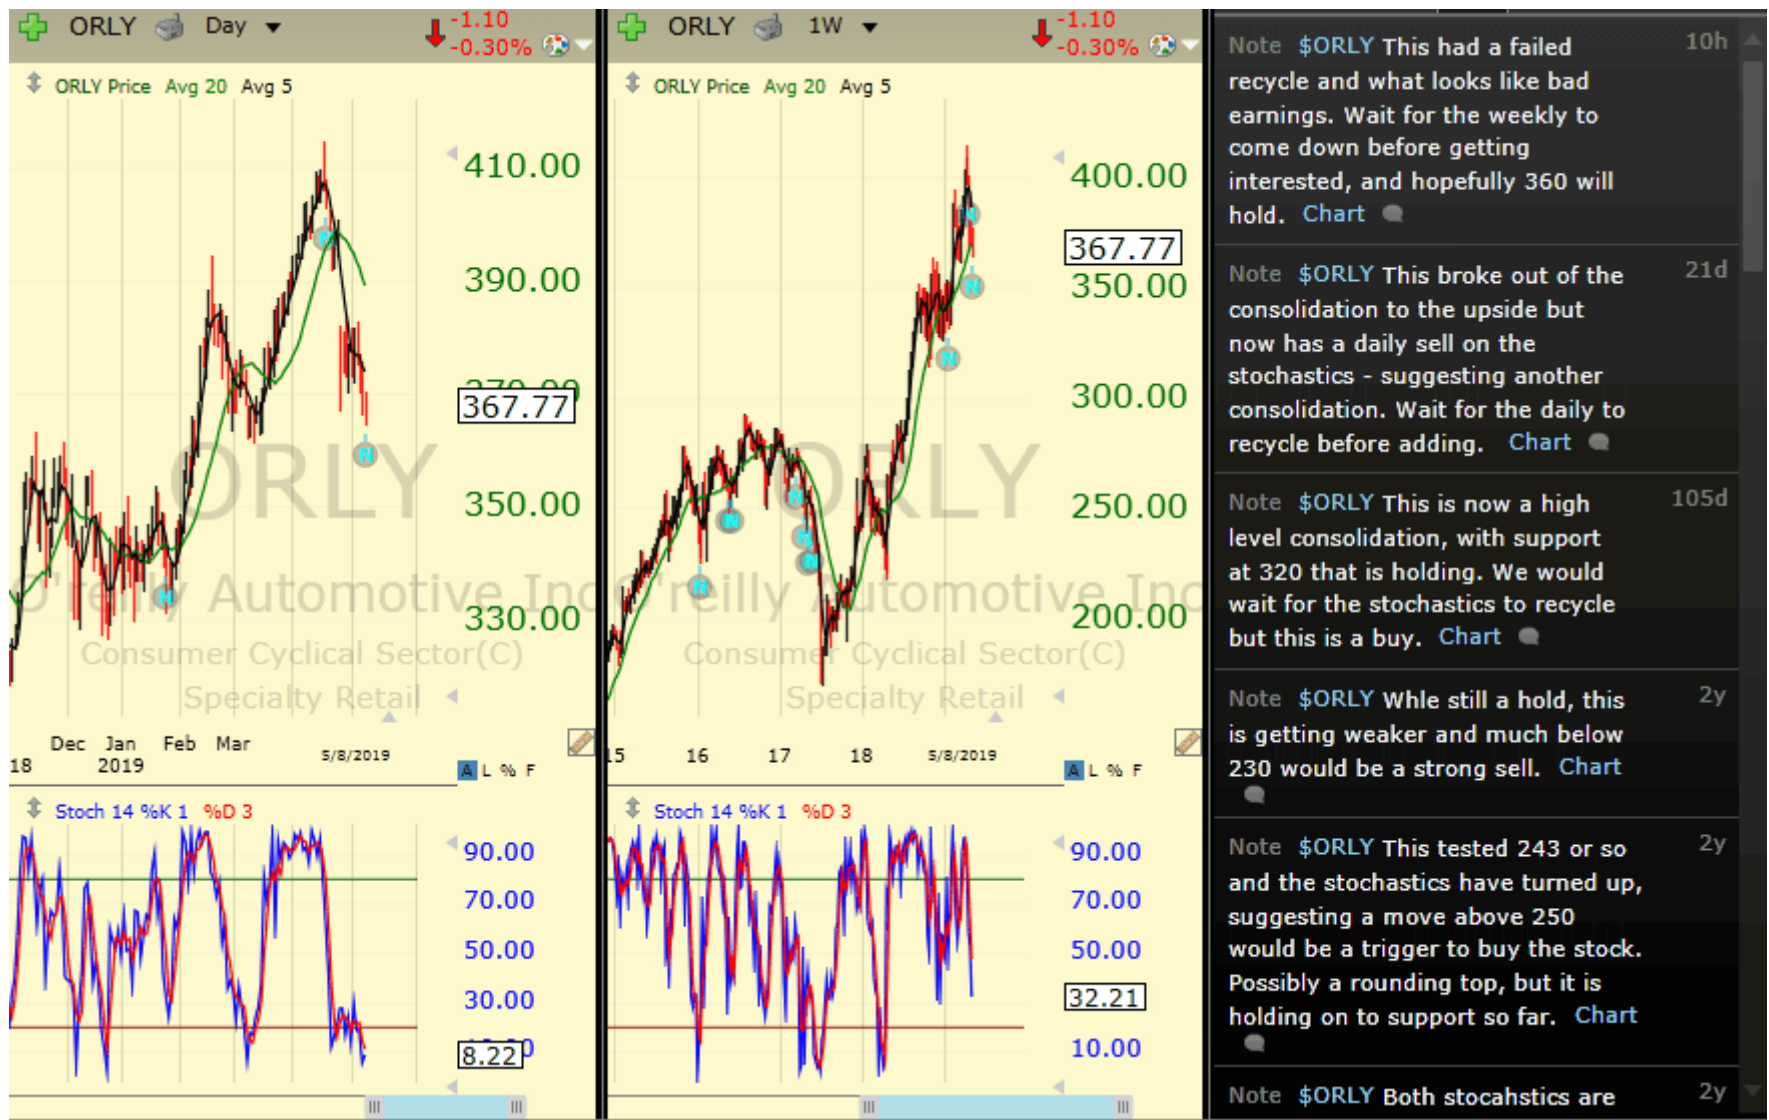 ORLY Day
-1.10
-0.30%
ORLY Price Avg 20 Avg 5
410.00
390.00
370.00
367.77
350.00
330.00
ORLY
O'reilly Automotive Inc
Consumer Cyclical Sector(C)
Specialty Retail
Dec Jan Feb Mar
18 2019 5/8/2019
A L % F
Stoch 14 %K 1 %D 3
90.00
70.00
50.00
30.00
8.22
ORLY 1W
-1.10
-0.30%
ORLY Price Avg 20 Avg 5
400.00
367.77
350.00
300.00
250.00
200.00
ORLY
O'reilly Automotive Inc
Consumer Cyclical Sector(C)
Specialty Retail
15 16 17 18 5/8/2019
A L % F
Stoch 14 %K 1 %D 3
90.00
70.00
50.00
32.21
10.00
Note $ORLY This had a failed 10h
recycle and what looks like bad
earnings. Wait for the weekly to
come down before getting
interested, and hopefully 360 will
hold. Chart
Note $ORLY This broke out of the 21d
consolidation to the upside but
now has a daily sell on the
stochastics - suggesting another
consolidation. Wait for the daily to
recycle before adding. Chart
Note $ORLY This is now a high 105d
level consolidation, with support
at 320 that is holding. We would
wait for the stochastics to recycle
but this is a buy. Chart
Note $ORLY Whle still a hold, this 2y
is getting weaker and much below
230 would be a strong sell. Chart
Note $ORLY This tested 243 or so 2y
and the stochastics have turned up,
suggesting a move above 250
would be a trigger to buy the stock.
Possibly a rounding top, but it is
holding on to support so far. Chart
Note $ORLY Both stocahstics are 2y